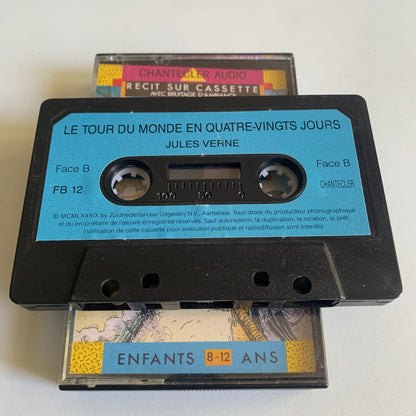 CHANTECLER AUDIO
RECIT SUR CASSETTE
AVEC BRUITAGE D'AMBIANCE
LE TOUR DU MONDE EN QUATRE-VINGTS JOURS
JULES VERNE
Face B
Face B
FB 12
CHANTECLER
100 50 0
© MCMLXXXIX by Zuidnederlandse Uitgeverij N.V., Aartselaar. Tous droits du producteur phonographique
et du propriétaire de l'œuvre enregistrée réservés. Sauf autorisation, la duplication, la location, le prêt,
l'utilisation de cette cassette pour exécution publique et radiodiffusion sont interdits.
ENFANTS 8-12 ANS